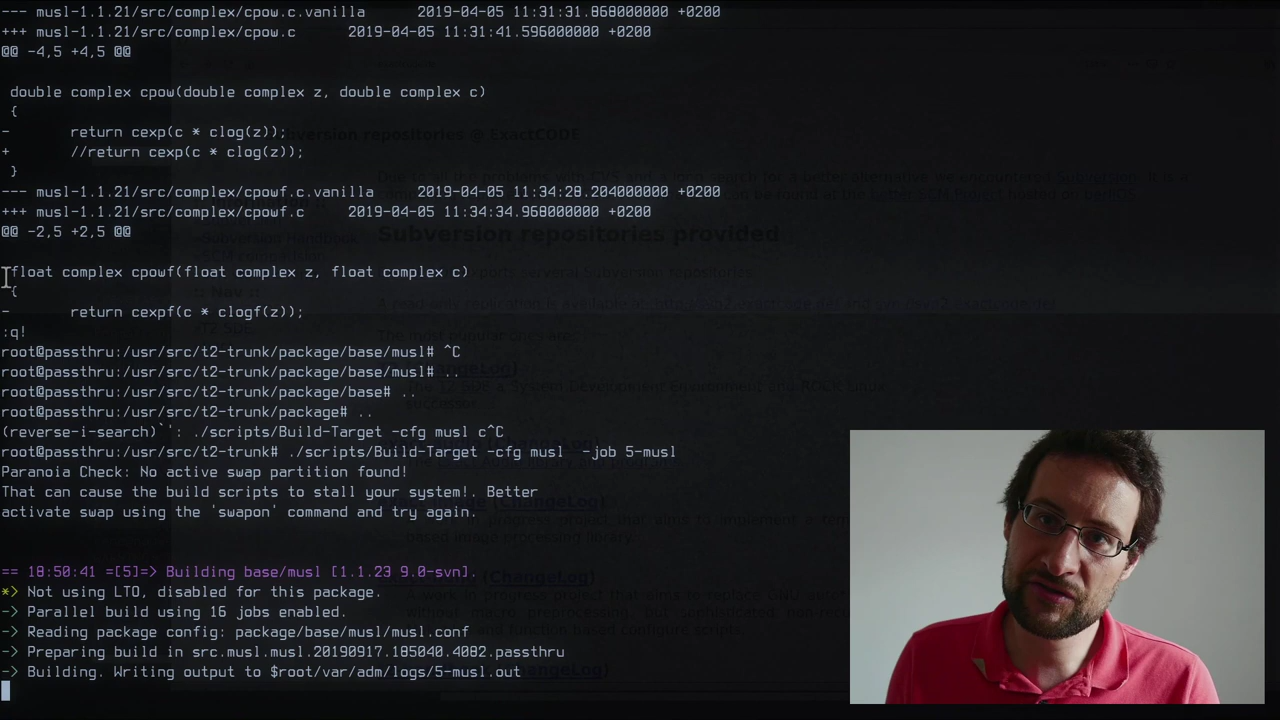 --- musl-1.1.21/src/complex/cpow.c.vanilla 2019-04-05 11:31:31.868000000 +0200
+++ musl-1.1.21/src/complex/cpow.c 2019-04-05 11:31:41.596000000 +0200
@@ -4,5 +4,5 @@
double complex cpow(double complex z, double complex c)
{
- return cexp(c * clog(z));
+ //return cexp(c * clog(z));
}
--- musl-1.1.21/src/complex/cpowf.c.vanilla 2019-04-05 11:34:28.204000000 +0200
+++ musl-1.1.21/src/complex/cpowf.c 2019-04-05 11:34:34.968000000 +0200
@@ -2,5 +2,5 @@
float complex cpowf(float complex z, float complex c)
{
- return cexpf(c * clogf(z));
:q!
root@passthru:/usr/src/t2-trunk/package/base/musl# ^C
root@passthru:/usr/src/t2-trunk/package/base/musl# ..
root@passthru:/usr/src/t2-trunk/package/base# ..
root@passthru:/usr/src/t2-trunk/package# ..
(reverse-i-search)`': ./scripts/Build-Target -cfg musl c^C
root@passthru:/usr/src/t2-trunk# ./scripts/Build-Target -cfg musl -job 5-musl
Paranoia Check: No active swap partition found!
That can cause the build scripts to stall your system!. Better
activate swap using the 'swapon' command and try again.
== 18:50:41 =[5]=> Building base/musl [1.1.23 9.0-svn].
*> Not using LTO, disabled for this package.
-> Parallel build using 16 jobs enabled.
-> Reading package config: package/base/musl/musl.conf
-> Preparing build in src.musl.musl.20190917.185040.4082.passthru
-> Building. Writing output to $root/var/adm/logs/5-musl.out
Subversion repositories @ ExactCODE
Subversion repositories provided